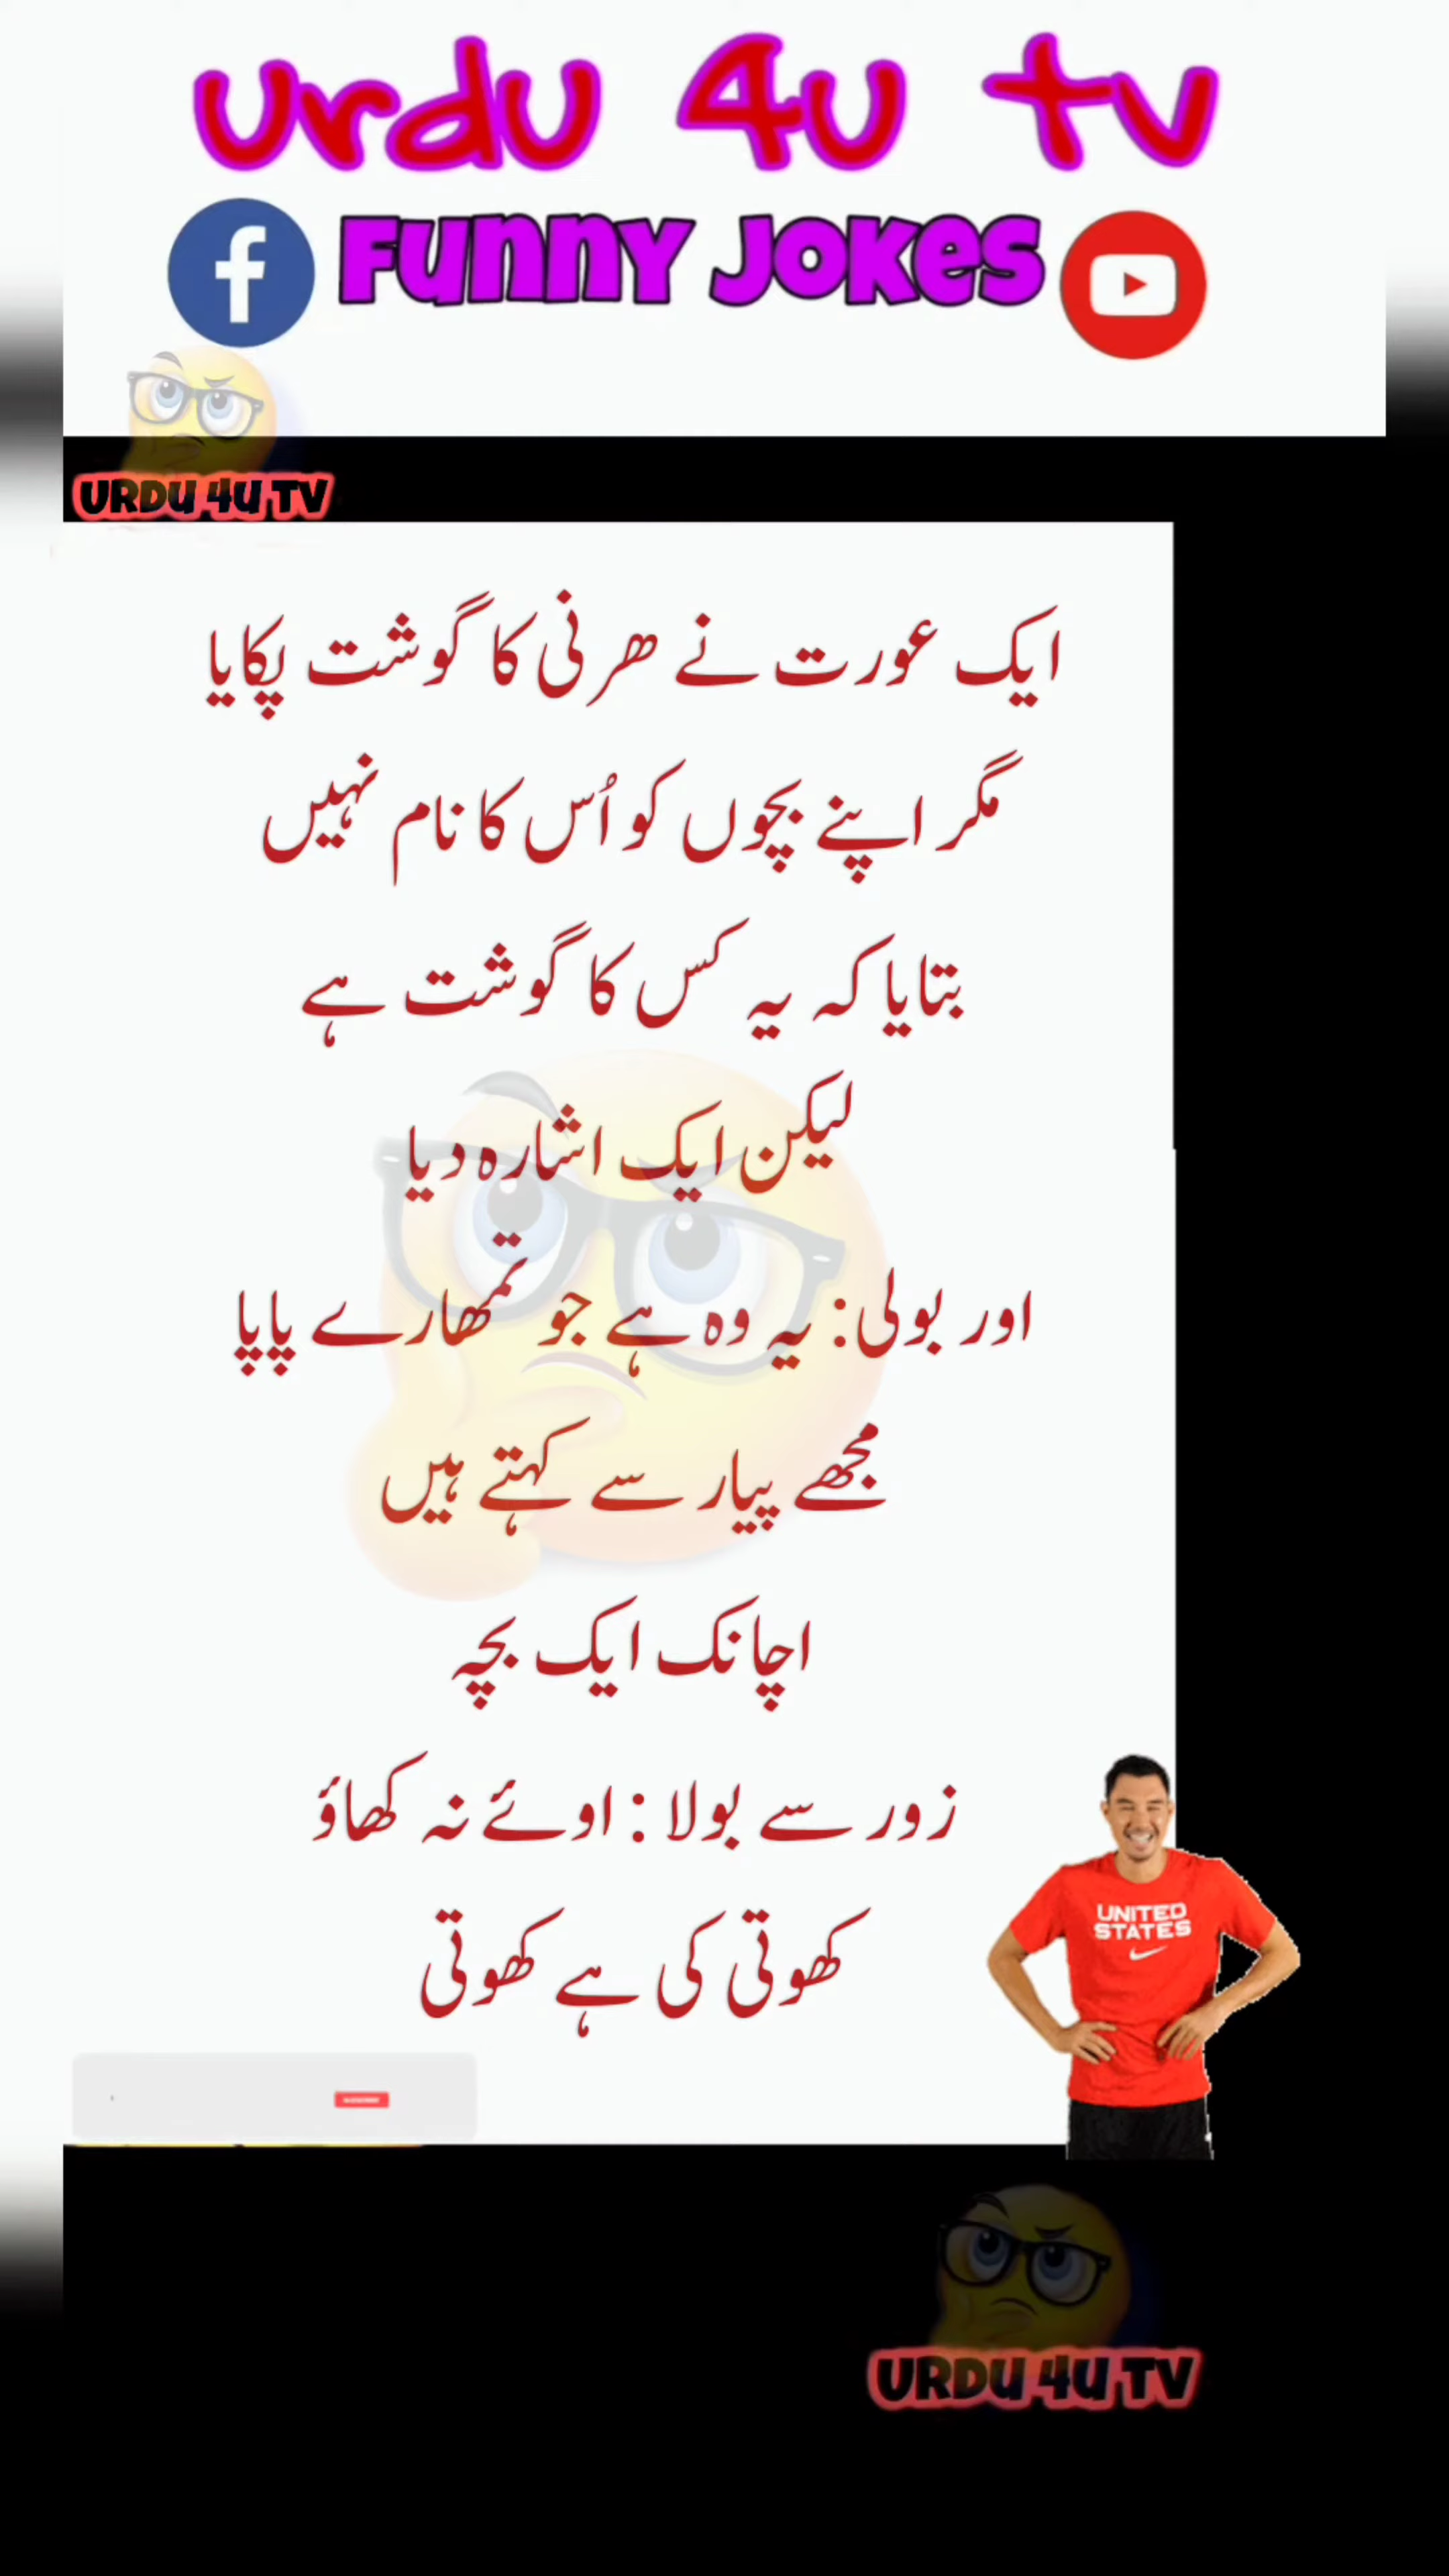 urdu 4u tv
Funny Jokes
URDU 4U TV
ایک عورت نے ھرنی کا گوشت پکایا
مگر اپنے بچوں کو اُس کا نام نہیں
بتایا کہ یہ کس کا گوشت ہے
لیکن ایک اشارہ دیا
اور بولی: یہ وہ ہے جو تمھارے پاپا
مجھے پیار سے کہتے ہیں
اچانک ایک بچہ
زور سے بولا : اوئے نہ کھاؤ
کھوتی کی ہے کھوتی
UNITED
STATES
URDU 4U TV